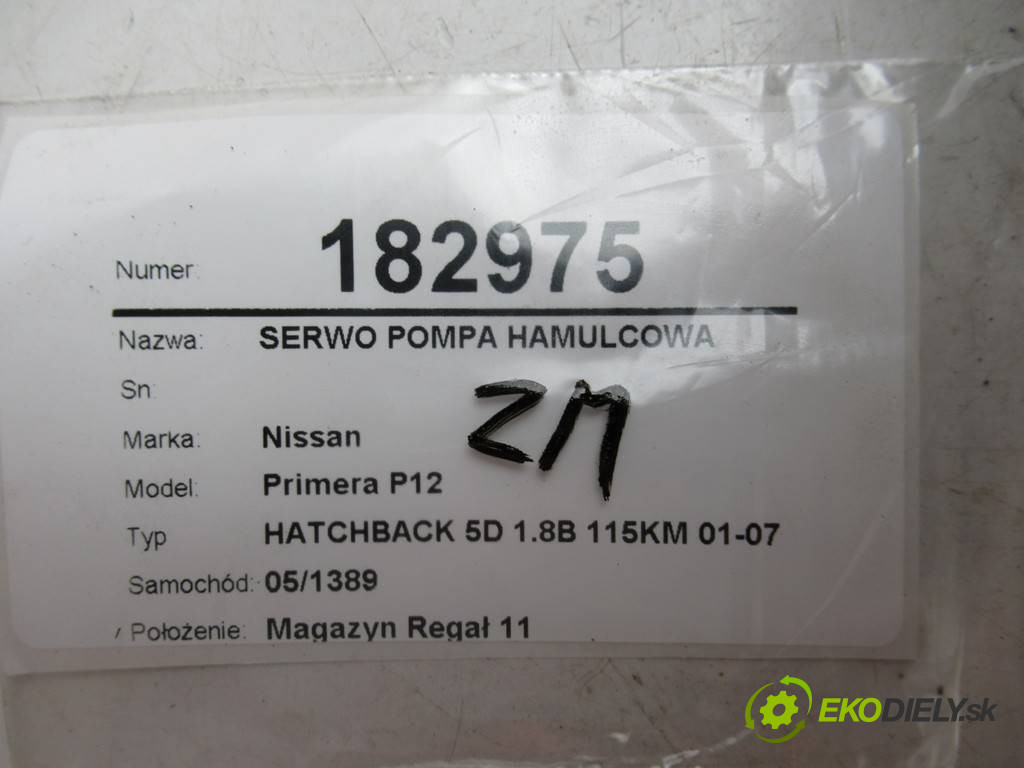 Numer: 182975
Nazwa: SERWO POMPA HAMULCOWA
Sn
ZM
Marka: Nissan
Model: Primera P12
Typ HATCHBACK 5D 1.8B 115KM 01-07
Samochód: 05/1389
Położenie: Magazyn Regał 11
EKODIELY.sk